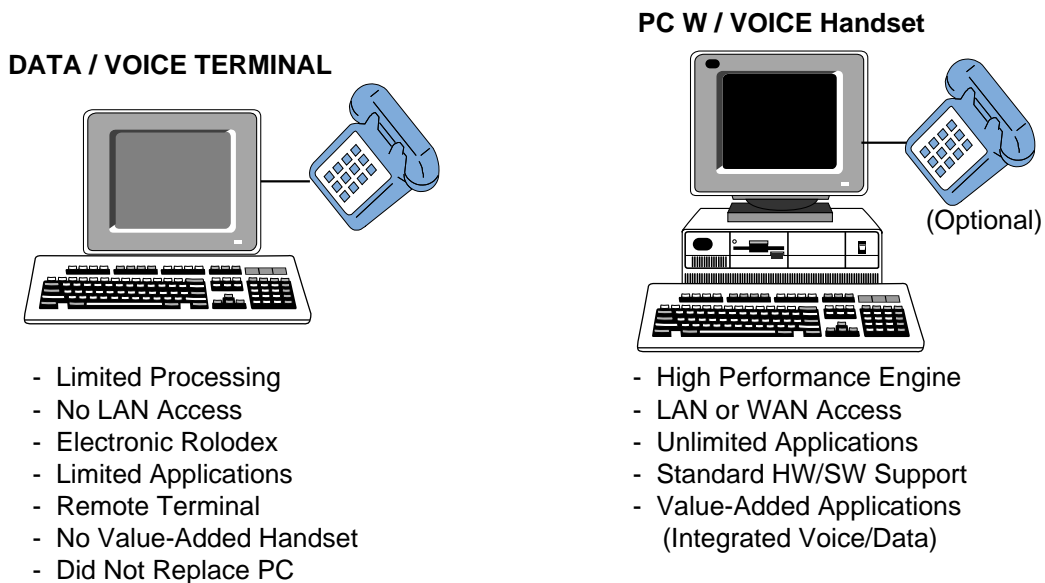 DATA / VOICE TERMINAL
- Limited Processing
- No LAN Access
- Electronic Rolodex
- Limited Applications
- Remote Terminal
- No Value-Added Handset
- Did Not Replace PC
PC W / VOICE Handset
(Optional)
- High Performance Engine
- LAN or WAN Access
- Unlimited Applications
- Standard HW/SW Support
- Value-Added Applications
(Integrated Voice/Data)